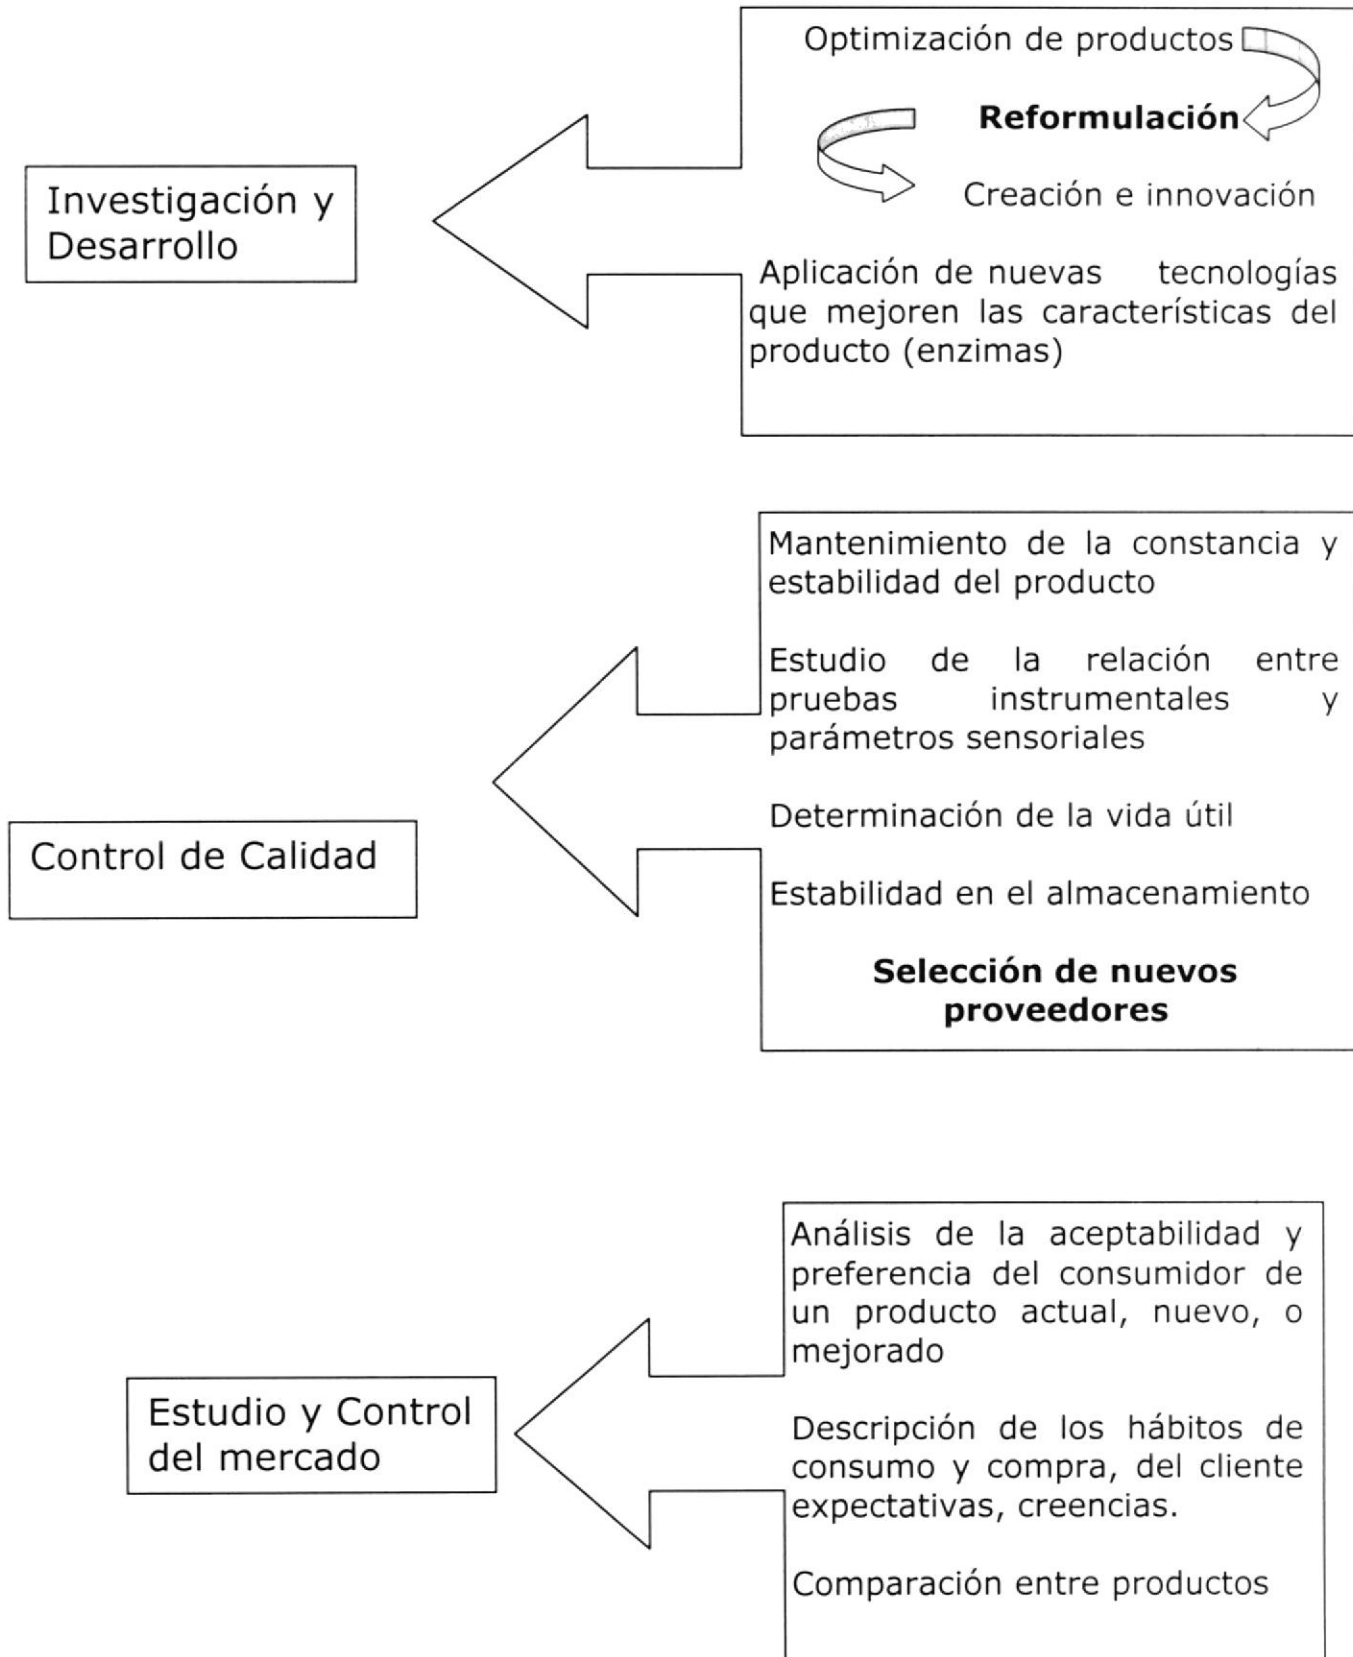 Optimización de productos
Reformulación
Creación e innovación
Investigación y
Desarrollo
Aplicación de nuevas tecnologías
que mejoren las características del
producto (enzimas)
Mantenimiento de la constancia y
estabilidad del producto
Estudio de la relación entre
pruebas instrumentales y
parámetros sensoriales
Determinación de la vida útil
Control de Calidad
Estabilidad en el almacenamiento
Selección de nuevos
proveedores
Análisis de la aceptabilidad y
preferencia del consumidor de
un producto actual, nuevo, o
mejorado
Estudio y Control
del mercado
Descripción de los hábitos de
consumo y compra, del cliente
expectativas, creencias.
Comparación entre productos